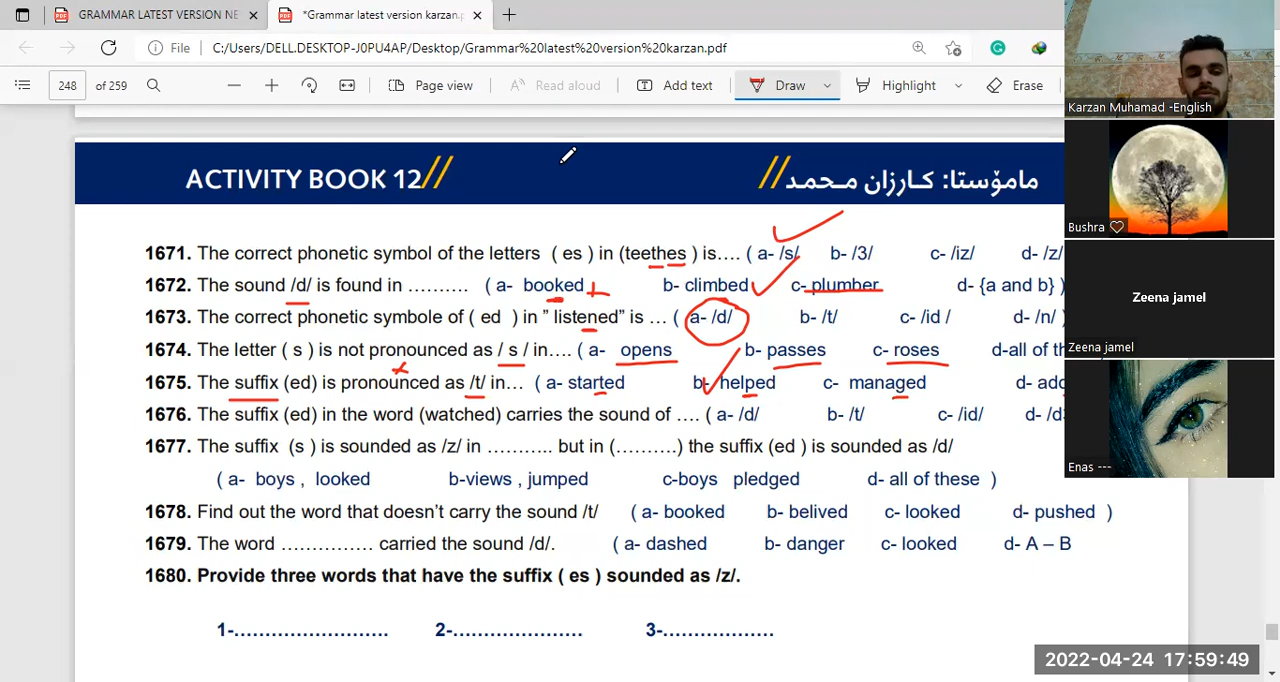 GRAMMAR LATEST VERSION NE
*Grammar latest version karzan.p
File
C:/Users/DELL.DESKTOP-J0PU4AP/Desktop/Grammar%20latest%20version%20karzan.pdf
248 of 259
Page view
Read aloud
Add text
Draw
Highlight
Erase
Karzan Muhamad -English
Bushra
Zeena jamel
Zeena jamel
Enas ---
ACTIVITY BOOK 12// //مامۆستا: کارزان محمد
1671. The correct phonetic symbol of the letters ( es ) in (teethes ) is…. ( a- /s/ b- /3/ c- /iz/ d- /z/
1672. The sound /d/ is found in ………. ( a- booked b- climbed c- plumber d- {a and b} )
1673. The correct phonetic symbole of ( ed ) in ” listened” is … ( a- /d/ b- /t/ c- /id / d- /n/ )
1674. The letter ( s ) is not pronounced as / s / in…. ( a- opens b- passes c- roses d-all of th
1675. The suffix (ed) is pronounced as /t/ in… ( a- started b- helped c- managed d-
1676. The suffix (ed) in the word (watched) carries the sound of …. ( a- /d/ b- /t/ c- /id/ d-
1677. The suffix (s ) is sounded as /z/ in ……….. but in (……….) the suffix (ed ) is sounded as /d/
( a- boys , looked b-views , jumped c-boys pledged d- all of these )
1678. Find out the word that doesn’t carry the sound /t/ ( a- booked b- belived c- looked d- pushed )
1679. The word …………… carried the sound /d/. ( a- dashed b- danger c- looked d- A – B
1680. Provide three words that have the suffix ( es ) sounded as /z/.
1-……………………. 2-………………… 3-………………
2022-04-24 17:59:49